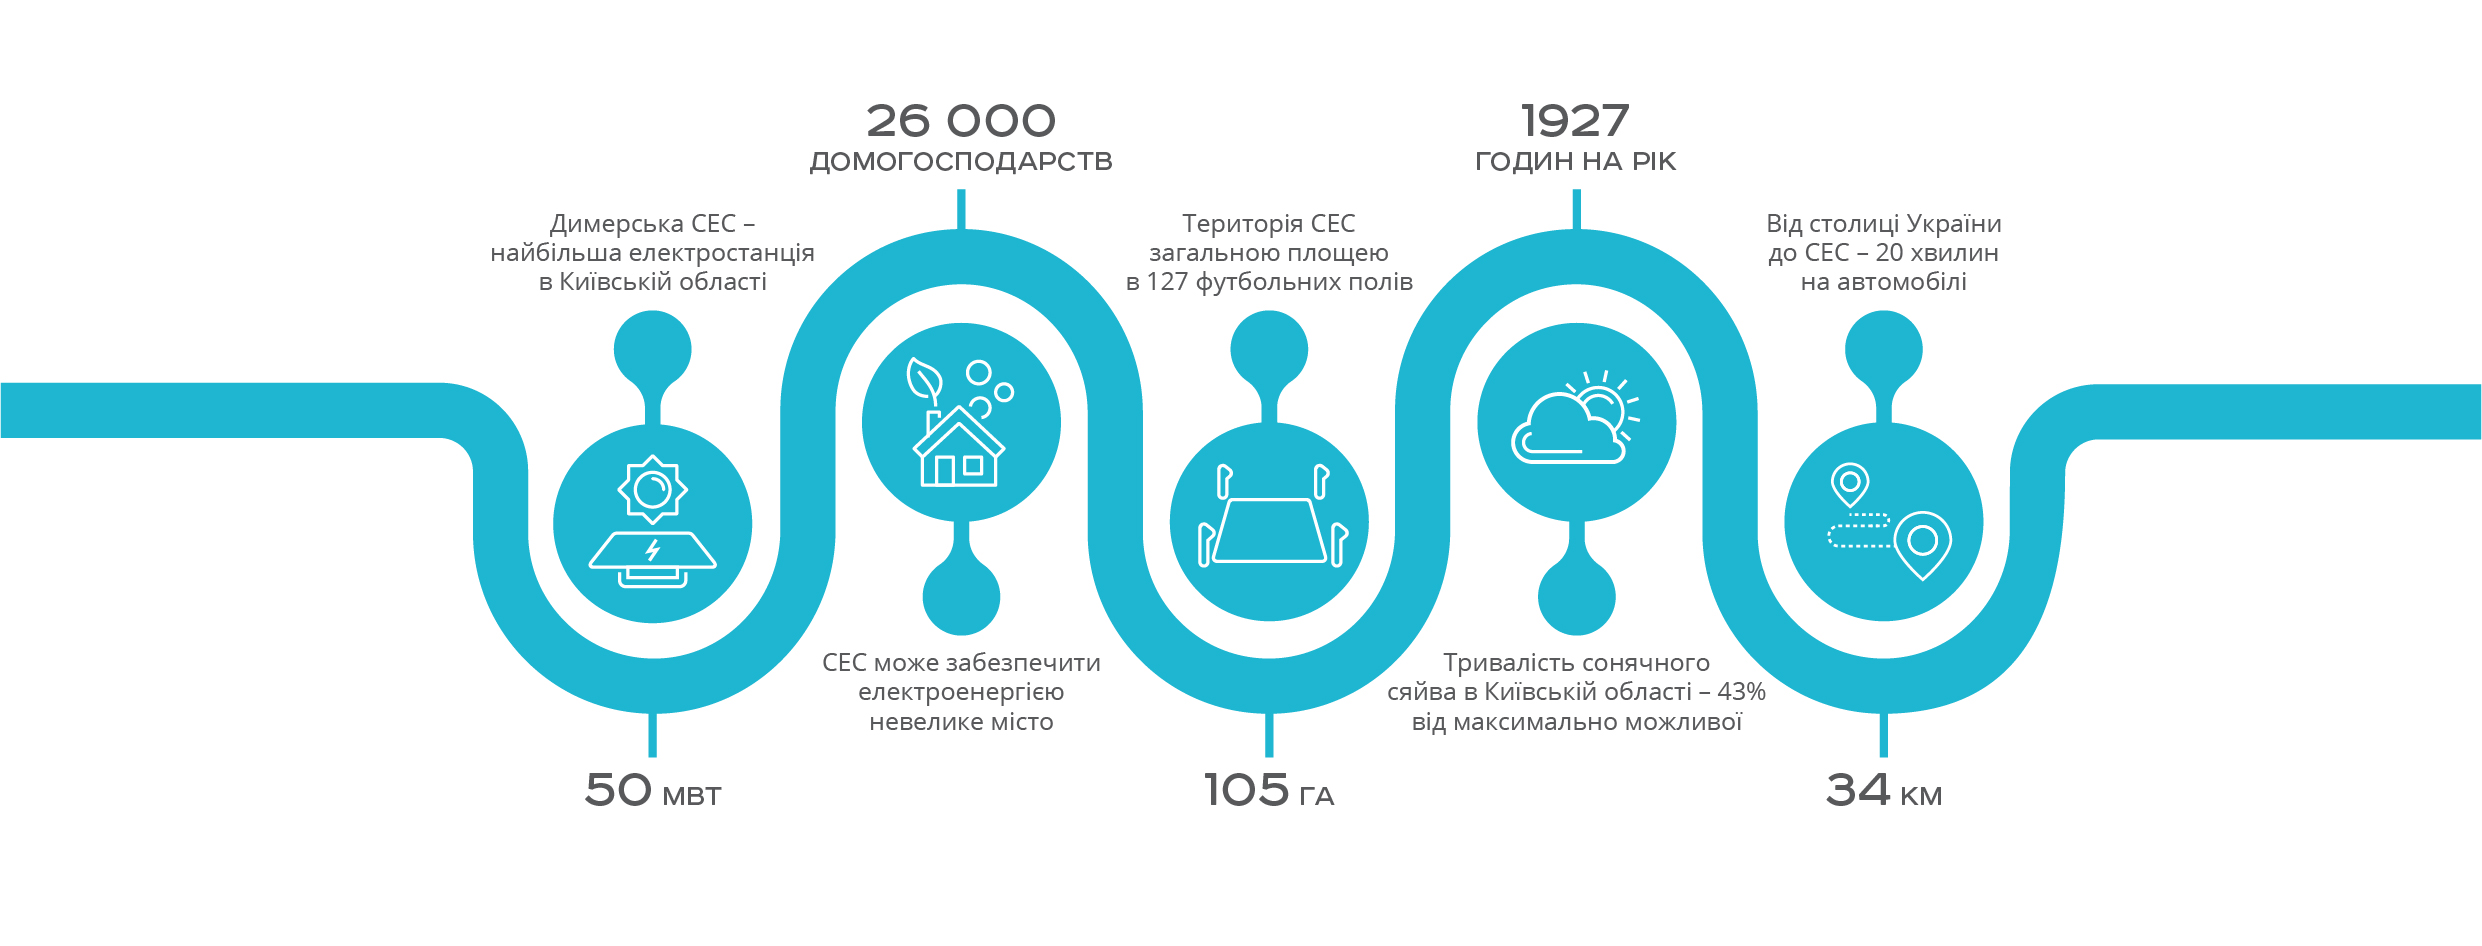 Димерська СЕС –
найбільша електростанція
в Київській області
50 МВТ
26 000
ДОМОГОСПОДАРСТВ
СЕС може забезпечити
електроенергією
невелике місто
Територія СЕС
загальною площею
в 127 футбольних полів
105 ГА
1927
ГОДИН НА РІК
Тривалість сонячного
сяйва в Київській області – 43%
від максимально можливої
Від столиці України
до СЕС – 20 хвилин
на автомобілі
34 КМ